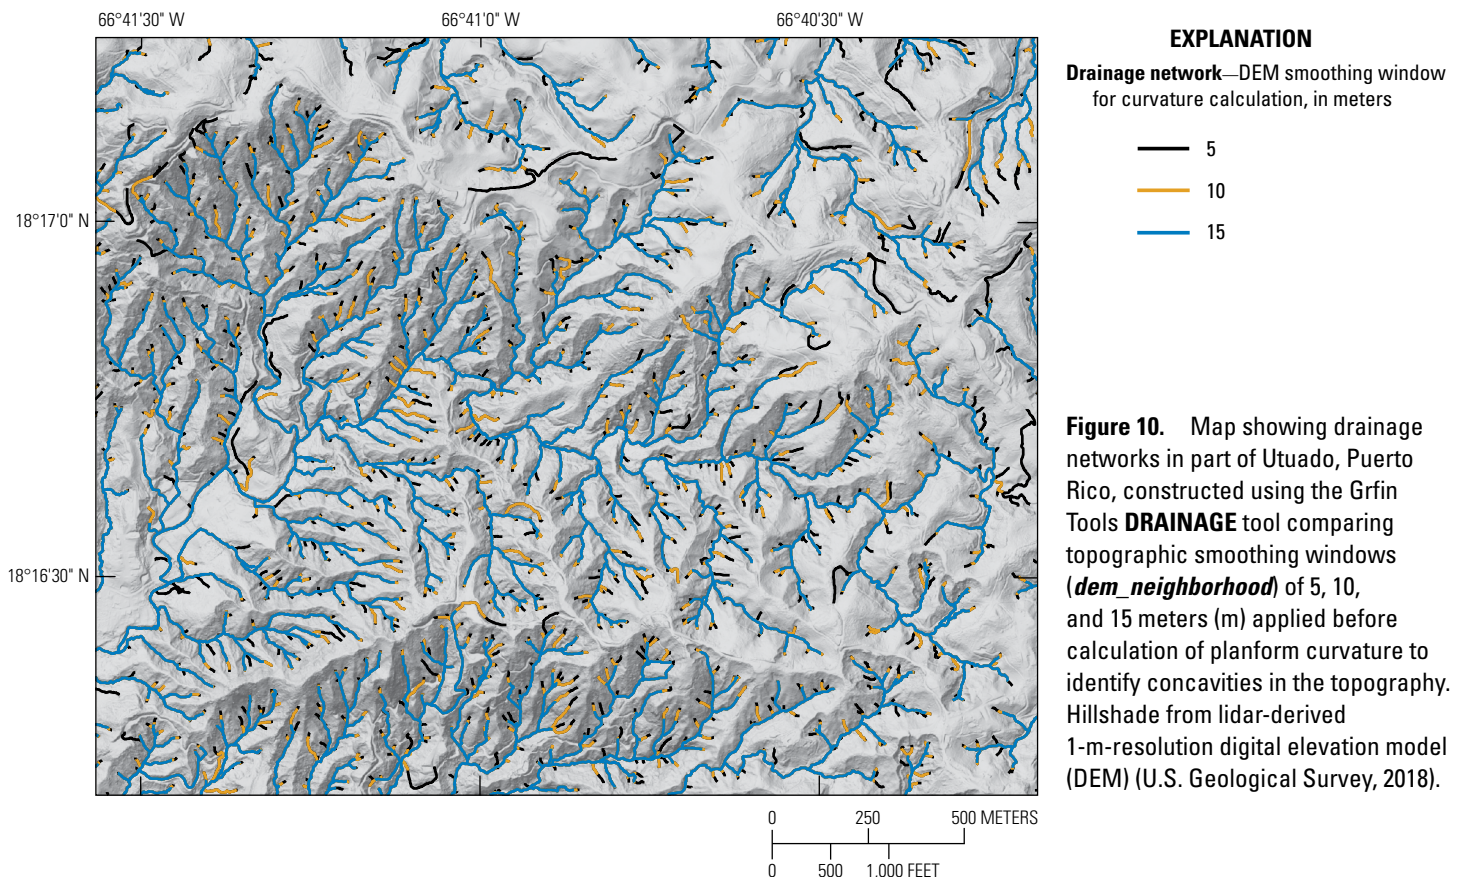 66°41'30" W
66°41'0" W
66°40'30" W
18°17'0" N
18°16'30" N
EXPLANATION
Drainage network—DEM smoothing window
for curvature calculation, in meters
5
10
15
Figure 10. Map showing drainage
networks in part of Utuado, Puerto
Rico, constructed using the Grfin
Tools DRAINAGE tool comparing
topographic smoothing windows
(dem_neighborhood) of 5, 10,
and 15 meters (m) applied before
calculation of planform curvature to
identify concavities in the topography.
Hillshade from lidar-derived
1-m-resolution digital elevation model
(DEM) (U.S. Geological Survey, 2018).
0 250 500 METERS
0 500 1,000 FEET